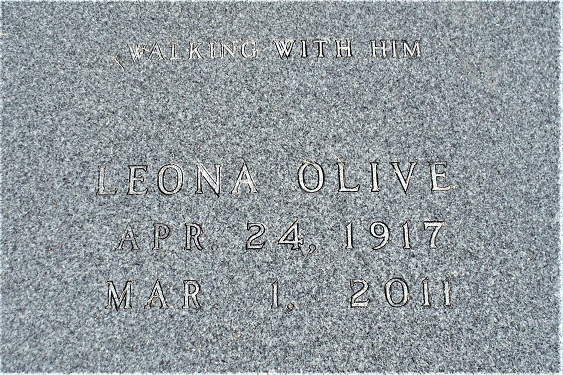 WALKING WITH HIM
LEONA OLIVE
APR. 24, 1917
MAR. 1, 2011